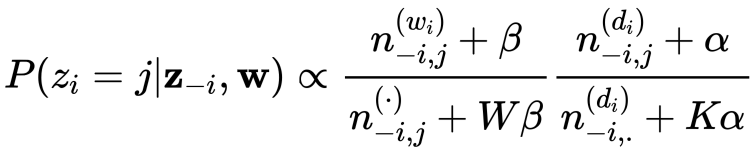 P(z_i = j|\mathbf{z}_{-i}, \mathbf{w}) \propto \frac{n_{-i,j}^{(w_i)} + \beta}{n_{-i,j}^{(\cdot)} + W\beta} \frac{n_{-i,j}^{(d_i)} + \alpha}{n_{-i,\cdot}^{(d_i)} + K\alpha}